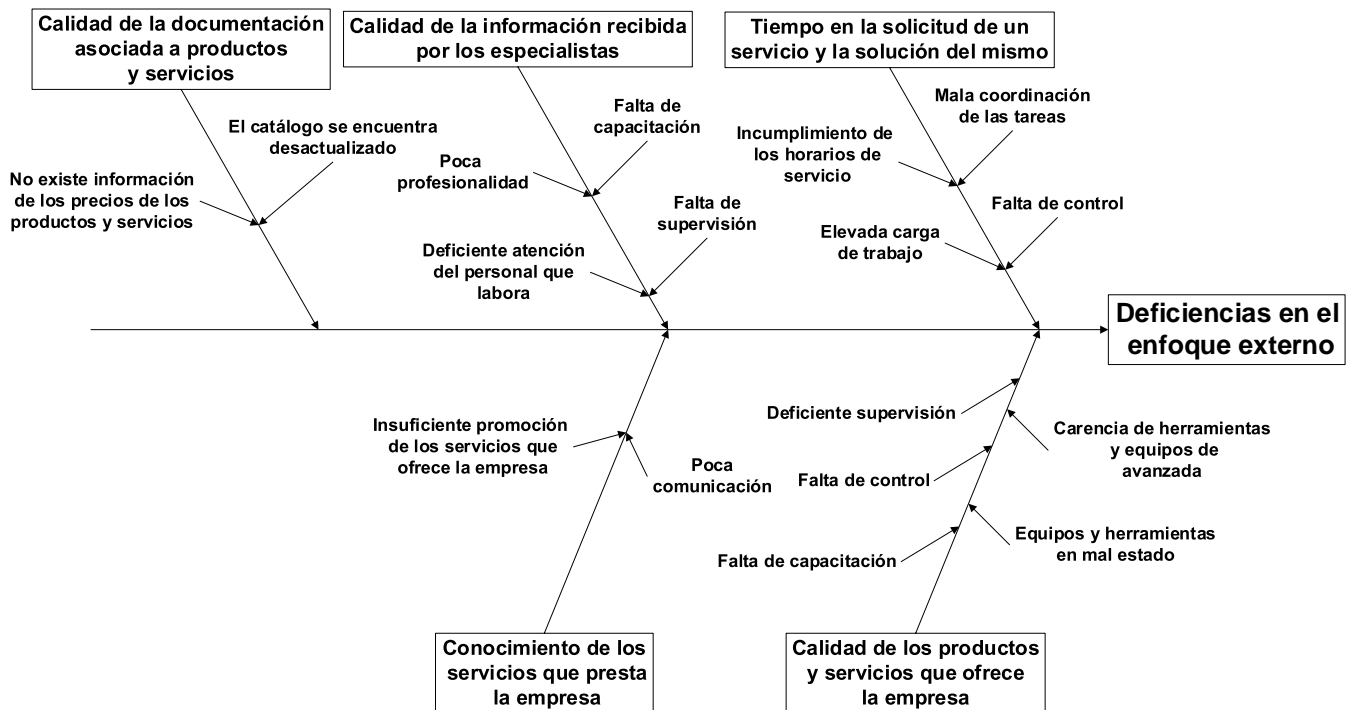 Calidad de la documentación
asociada a productos
y servicios
Calidad de la información recibida
por los especialistas
Tiempo en la solicitud de un
servicio y la solución del mismo
El catálogo se encuentra
desactualizado
No existe información
de los precios de los
productos y servicios
Falta de
capacitación
Poca
profesionalidad
Falta de
supervisión
Deficiente atención
del personal que
labora
Mala coordinación
de las tareas
Incumplimiento de
los horarios de
servicio
Falta de control
Elevada carga
de trabajo
Deficiencias en el
enfoque externo
Insuficiente promoción
de los servicios que
ofrece la empresa
Poca
comunicación
Deficiente supervisión
Carencia de herramientas
y equipos de
avanzada
Falta de control
Equipos y herramientas
en mal estado
Falta de capacitación
Conocimiento de los
servicios que presta
la empresa
Calidad de los productos
y servicios que ofrece
la empresa